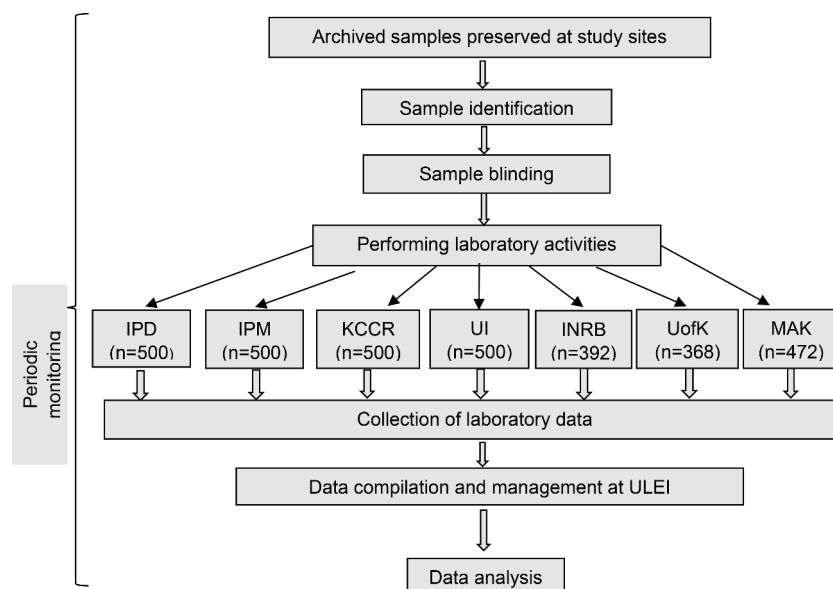 Archived samples preserved at study sites
Sample identification
Sample blinding
Performing laboratory activities
Periodic
monitoring
IPD
(n=500)
IPM
(n=500)
KCCR
(n=500)
UI
(n=500)
INRB
(n=392)
UofK
(n=368)
MAK
(n=472)
Collection of laboratory data
Data compilation and management at ULEI
Data analysis